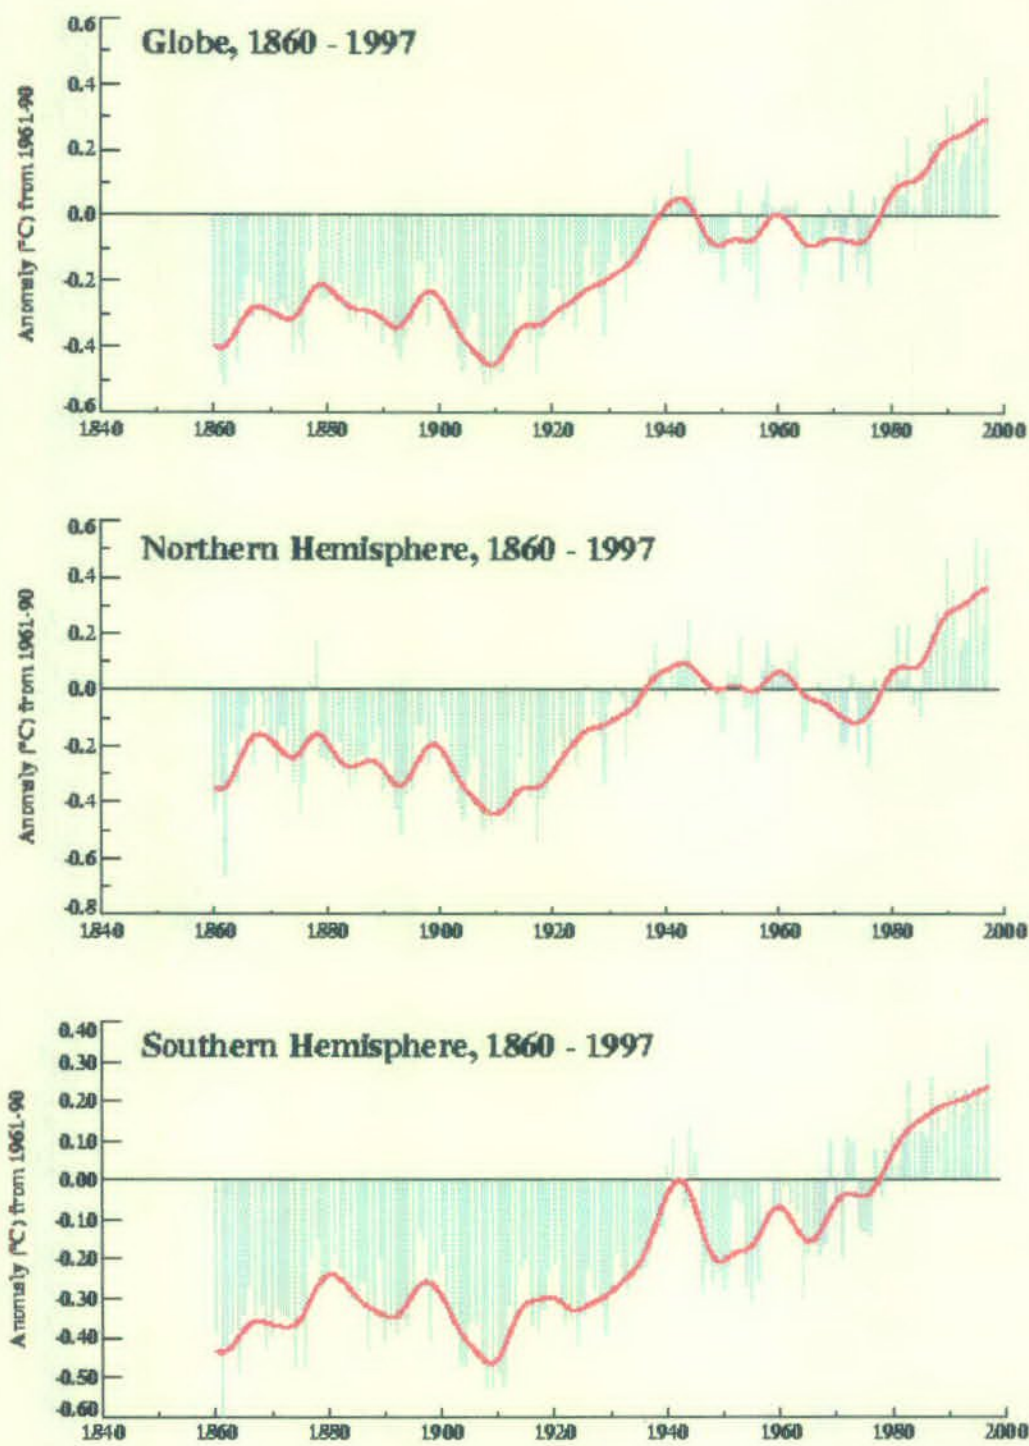 Globe, 1860 - 1997
Anomaly (°C) from 1961-90
0.6
0.4
0.2
0.0
-0.2
-0.4
-0.6
1840 1860 1880 1900 1920 1940 1960 1980 2000
Northern Hemisphere, 1860 - 1997
Anomaly (°C) from 1961-90
0.6
0.4
0.2
0.0
-0.2
-0.4
-0.6
-0.8
1840 1860 1880 1900 1920 1940 1960 1980 2000
Southern Hemisphere, 1860 - 1997
Anomaly (°C) from 1961-90
0.40
0.30
0.20
0.10
0.00
-0.10
-0.20
-0.30
-0.40
-0.50
-0.60
1840 1860 1880 1900 1920 1940 1960 1980 2000